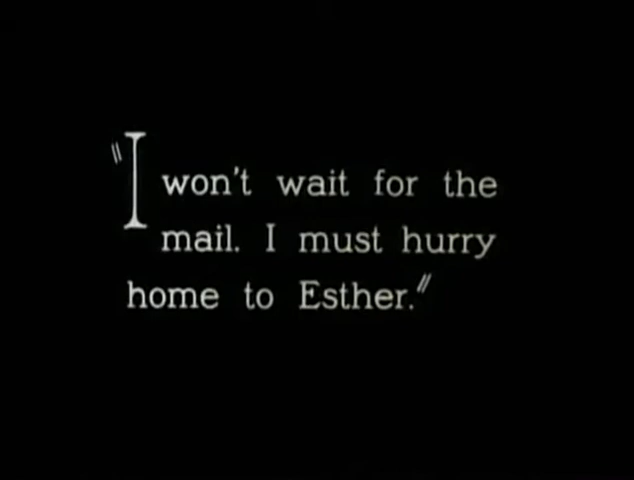 "I won't wait for the
mail. I must hurry
home to Esther."